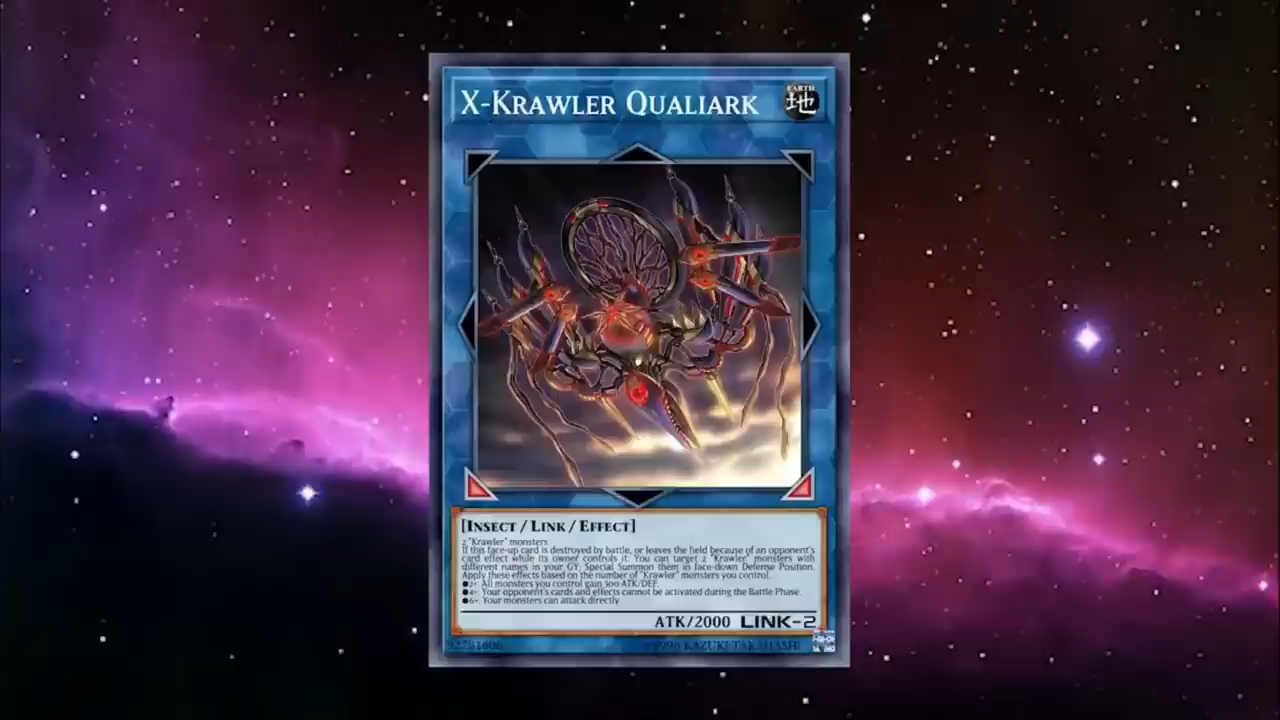 X-KRAWLER QUALIARK
EARTH
地
[INSECT / LINK / EFFECT]
2 "Krawler" monsters
If this face-up card is destroyed by battle, or leaves the field because of an opponent's
card effect while its owner controls it: You can target 2 "Krawler" monsters with
different names in your GY; Special Summon them in face-down Defense Position.
Apply these effects based on the number of "Krawler" monsters you control.
●2+: All monsters you control gain 300 ATK/DEF.
●4+: Your opponent's cards and effects cannot be activated during the Battle Phase.
●6+: Your monsters can attack directly.
ATK/2000 LINK-2
1996 KAZUKI TAKAHASHI